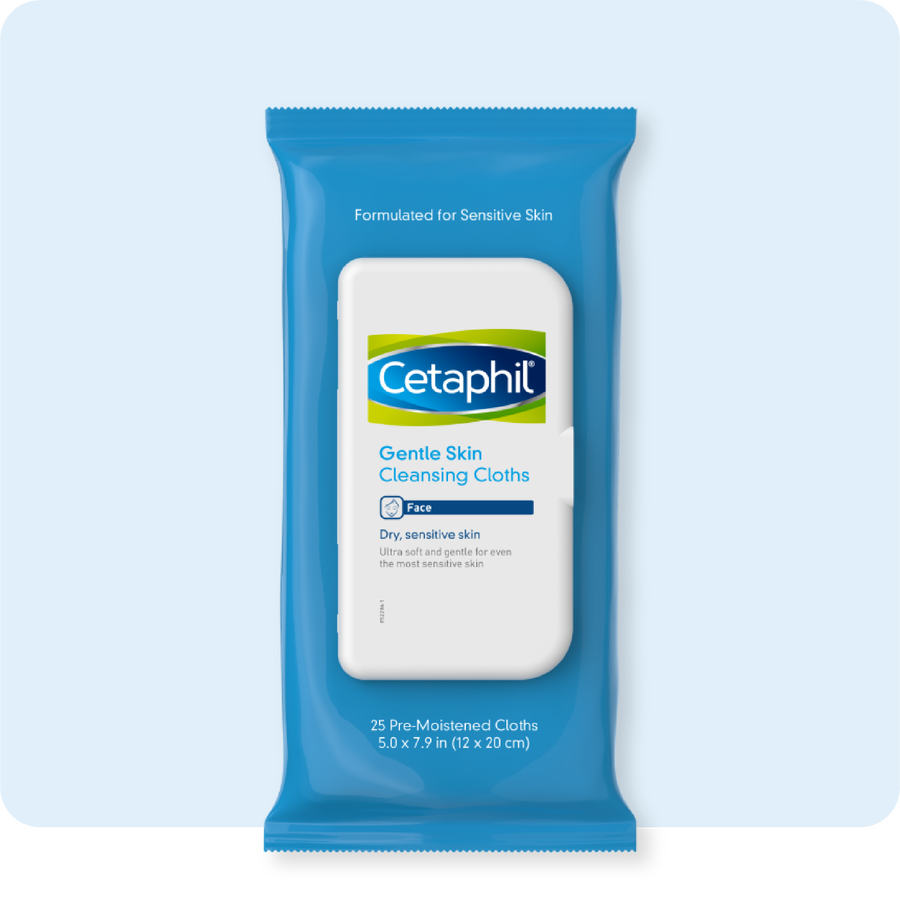 Formulated for Sensitive Skin
Cetaphil®
Gentle Skin
Cleansing Cloths
Face
Dry, sensitive skin
Ultra soft and gentle for even
the most sensitive skin
25 Pre-Moistened Cloths
5.0 x 7.9 in (12 x 20 cm)